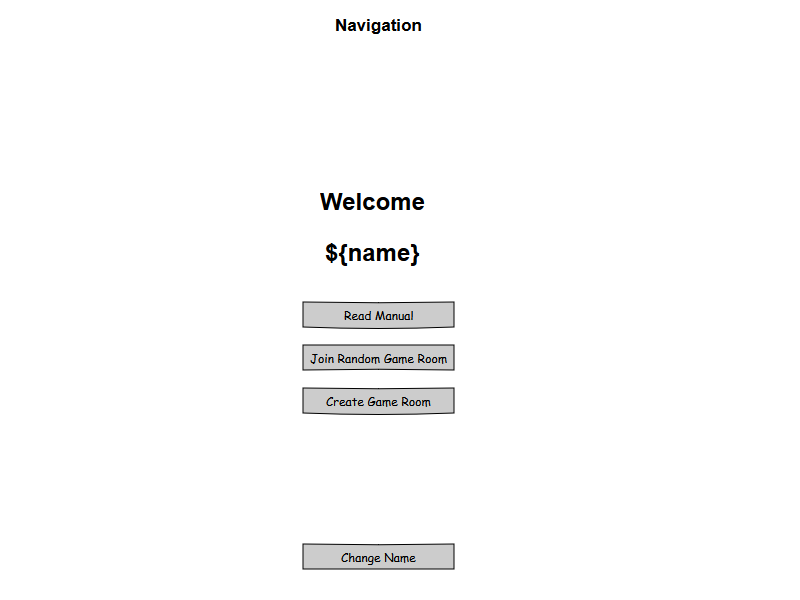 Navigation
Welcome
${name}
Read Manual
Join Random Game Room
Create Game Room
Change Name